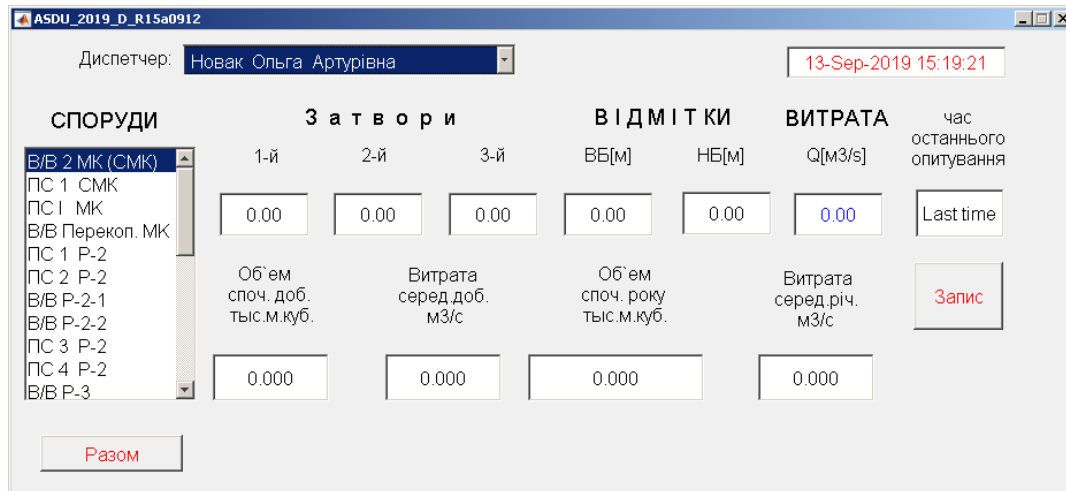 ASDU_2019_D_R15a0912
Диспетчер: Новак Ольга Артурівна
13-Sep-2019 15:19:21
СПОРУДИ
З а т в о р и
В І Д М І Т КИ
ВИТРАТА
час
останнього
опитування
1-й 2-й 3-й ВБ[м] НБ[м] Q[м3/s]
В/В 2 МК (СМК)
ПС 1 СМК
ПС І МК
В/В Перекоп. МК
ПС 1 Р-2
ПС 2 Р-2
В/В Р-2-1
В/В Р-2-2
ПС 3 Р-2
ПС 4 Р-2
В/В Р-3
0.00 0.00 0.00 0.00 0.00 0.00 Last time
Об`ем
споч. доб.
тыс.м.куб.
Витрата
серед.доб.
м3/с
Об`ем
споч. року
тыс.м.куб.
Витрата
серед.річ.
м3/с
Запис
0.000 0.000 0.000 0.000
Разом